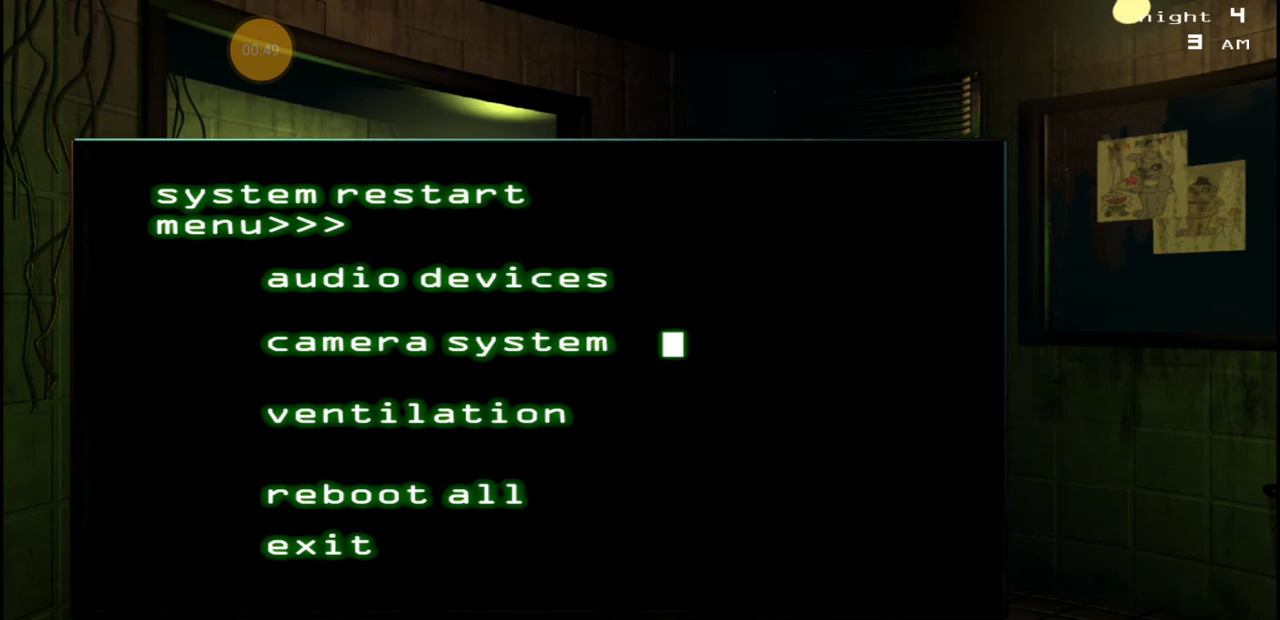 00:49
night 4
3 AM
system restart
menu>>>
audio devices
camera system
ventilation
reboot all
exit